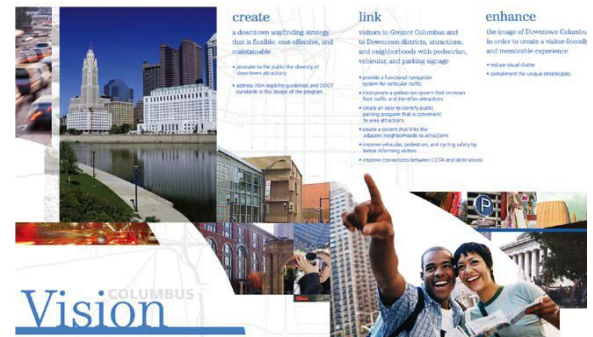 create
a downtown wayfinding strategy
that is flexible, cost-effective, and
maintainable
• promote to the public the diversity of
downtown attractions
• address ADA legibility guidelines and ODOT
standards in the design of the program
link
visitors to Greater Columbus and
to Downtown districts, attractions,
and neighborhoods with pedestrian,
vehicular, and parking signage
• provide a functional navigation
system for vehicular traffic
• incorporate a pedestrian system that increases
foot traffic and identifies attractions
• create an easy-to-identify public
parking program that is convenient
to area attractions
• create a system that links the
adjacent neighborhoods to attractions
• improve vehicular, pedestrian, and cycling safety by
better informing visitors
• improve connections between COTA and destinations
enhance
the image of Downtown Columbu
in order to create a visitor-friendly
and memorable experience
• reduce visual clutter
• compliment the unique streetscapes
P
COLUMBUS
Vision